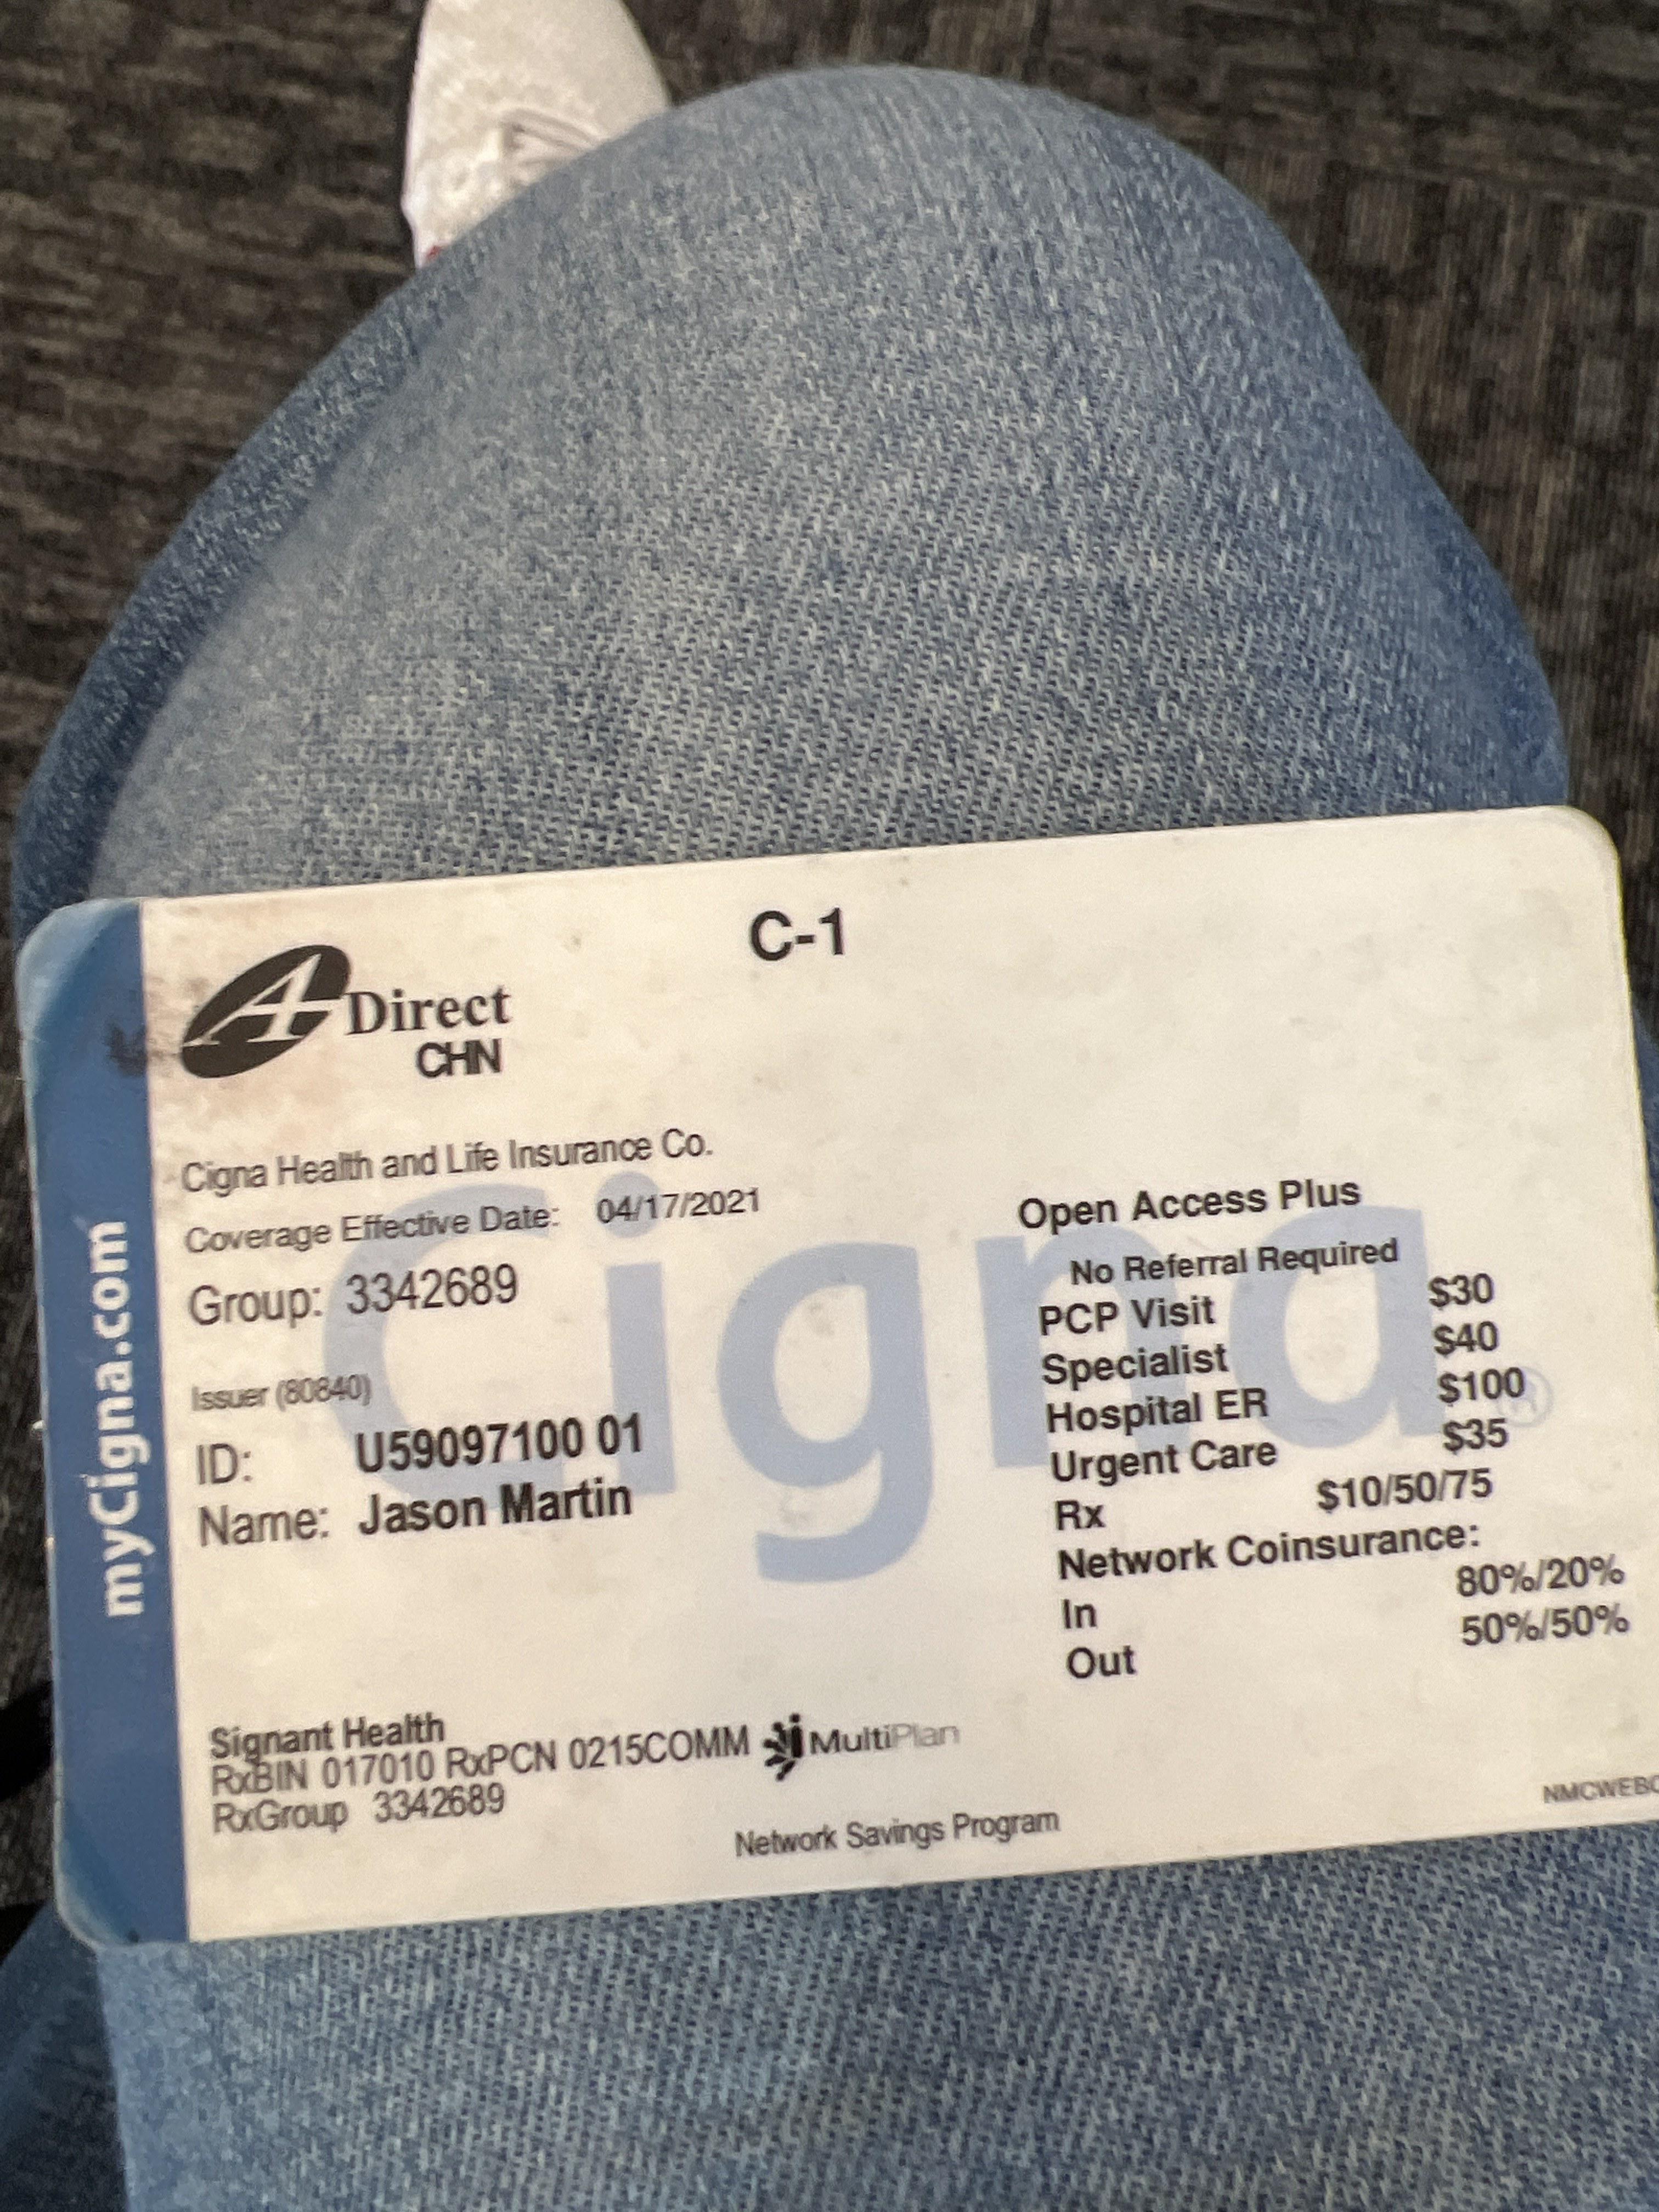 C-1
A Direct
CHN
Cigna Health and Life Insurance Co.
Coverage Effective Date: 04/17/2021
Group: 3342689
Issuer (80840)
ID: U59097100 01
Name: Jason Martin
Open Access Plus
No Referral Required
PCP Visit $30
Specialist $40
Hospital ER $100
Urgent Care $35
Rx $10/50/75
Network Coinsurance:
In 80%/20%
Out 50%/50%
Signant Health
RxBIN 017010 RxPCN 0215COMM MultiPlan
RxGroup 3342689
Network Savings Program
myCigna.com
Cigna®